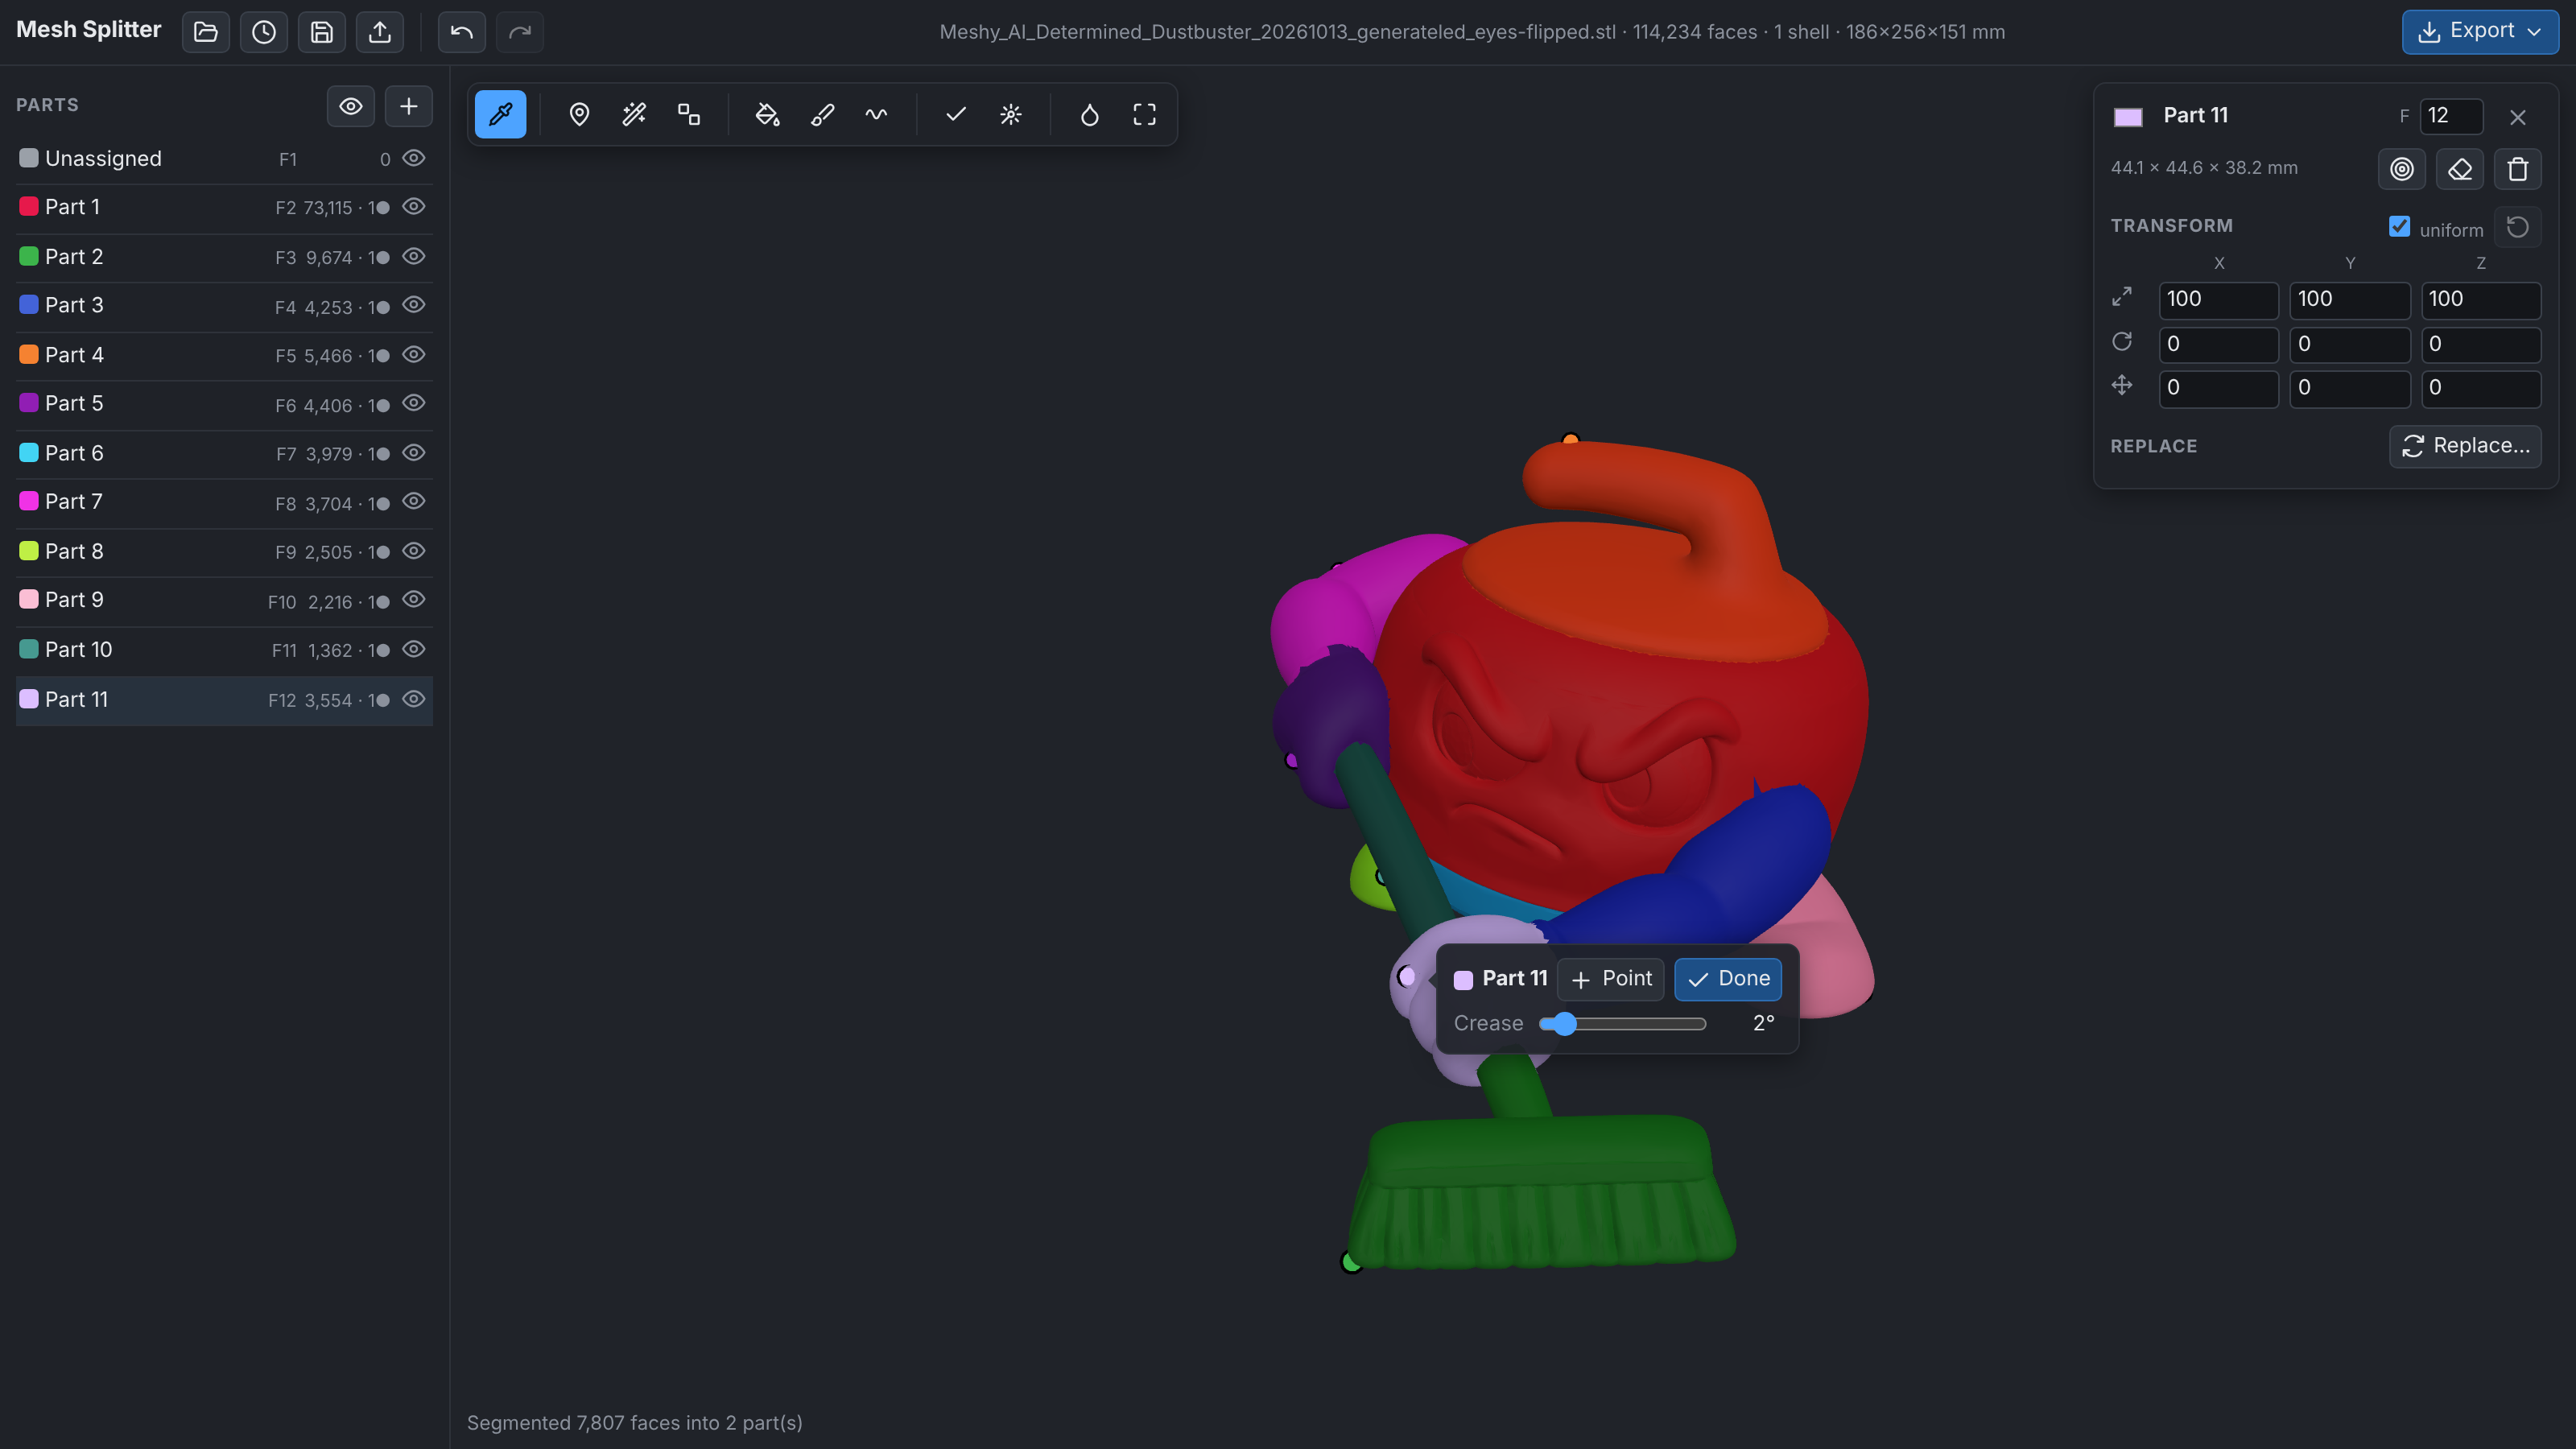 Mesh Splitter
Meshy_AI_Determined_Dustbuster_20261013_generateled_eyes-flipped.stl · 114,234 faces · 1 shell · 186×256×151 mm
Export
PARTS
Unassigned F1 0
Part 1 F2 73,115 · 1
Part 2 F3 9,674 · 1
Part 3 F4 4,253 · 1
Part 4 F5 5,466 · 1
Part 5 F6 4,406 · 1
Part 6 F7 3,979 · 1
Part 7 F8 3,704 · 1
Part 8 F9 2,505 · 1
Part 9 F10 2,216 · 1
Part 10 F11 1,362 · 1
Part 11 F12 3,554 · 1
Part 11 F 12
44.1 × 44.6 × 38.2 mm
TRANSFORM uniform
X Y Z
100 100 100
0 0 0
0 0 0
REPLACE Replace...
Part 11 Point Done
Crease 2°
Segmented 7,807 faces into 2 part(s)